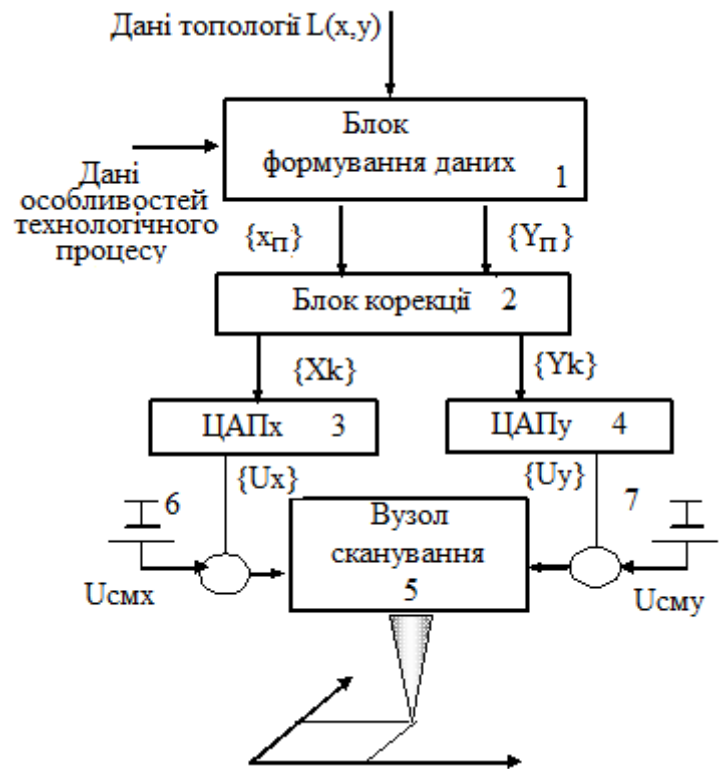 Дані топології L(x,y)
Блок
формування даних
1
Дані
особливостей
технологічного
процесу
{xП}
{YП}
Блок корекції 2
{Xk}
{Yk}
ЦАПх 3
ЦАПу 4
{Ux}
{Uy}
6
7
Вузол
сканування
5
Uсмх
Uсму